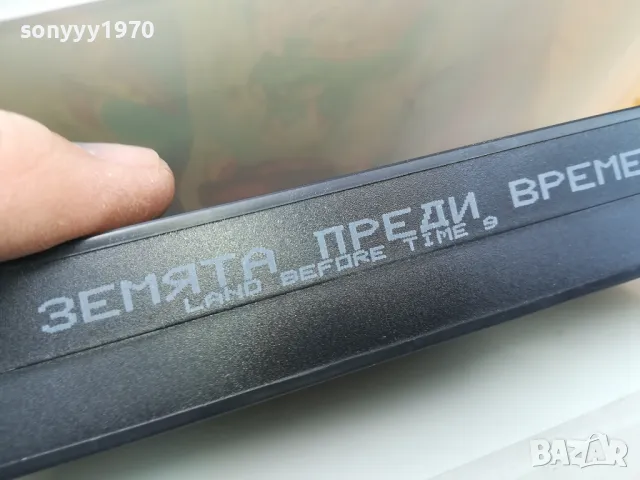 sonyyy1970
ЗЕМЯТА ПРЕДИ ВРЕМЕ
LAND BEFORE TIME 9
BAZAR